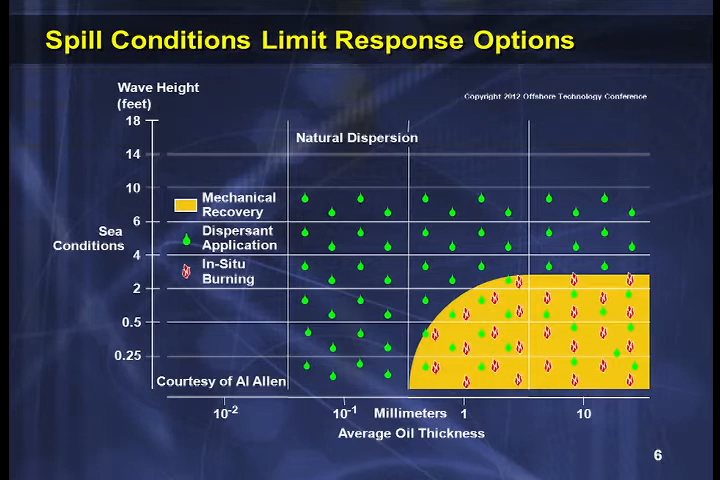 Spill Conditions Limit Response Options
Wave Height
(feet)
Copyright 2012 Offshore Technology Conference
18
Natural Dispersion
14
10
Mechanical
Recovery
6
Sea
Conditions
Dispersant
Application
4
In-Situ
Burning
2
0.5
0.25
Courtesy of Al Allen
10-2
10-1
Millimeters
1
10
Average Oil Thickness
6